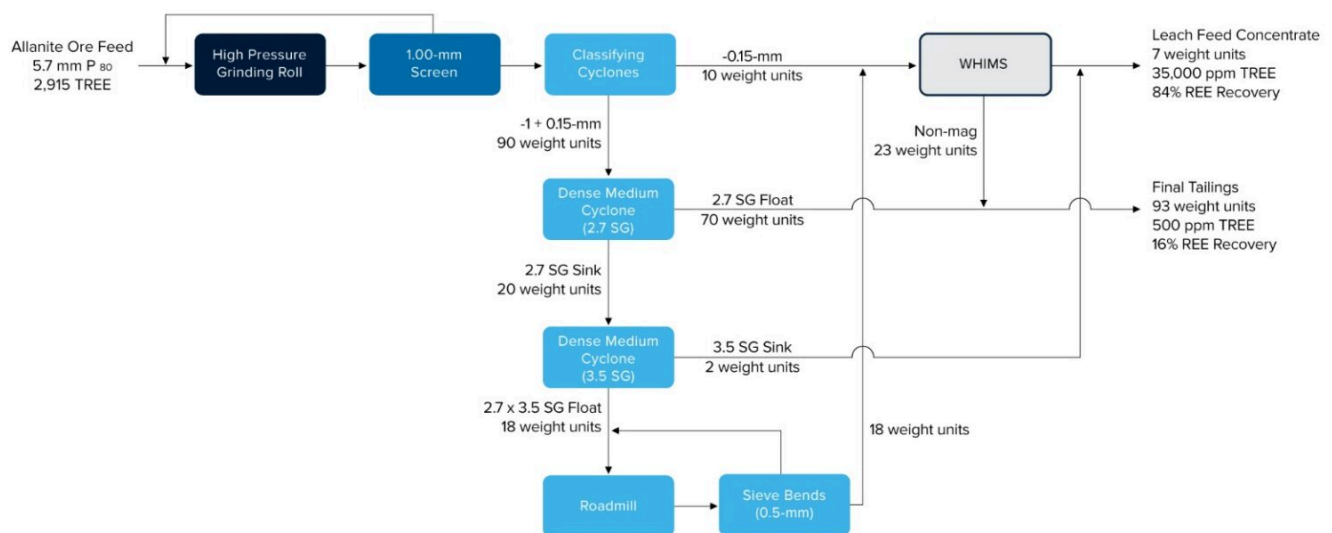 Allanite Ore Feed
5.7 mm P 80
2,915 TREE
High Pressure
Grinding Roll
1.00-mm
Screen
Classifying
Cyclones
-0.15-mm
10 weight units
WHIMS
Leach Feed Concentrate
7 weight units
35,000 ppm TREE
84% REE Recovery
-1 + 0.15-mm
90 weight units
Non-mag
23 weight units
Dense Medium
Cyclone
(2.7 SG)
2.7 SG Float
70 weight units
Final Tailings
93 weight units
500 ppm TREE
16% REE Recovery
2.7 SG Sink
20 weight units
Dense Medium
Cyclone
(3.5 SG)
3.5 SG Sink
2 weight units
2.7 x 3.5 SG Float
18 weight units
18 weight units
Roadmill
Sieve Bends
(0.5-mm)